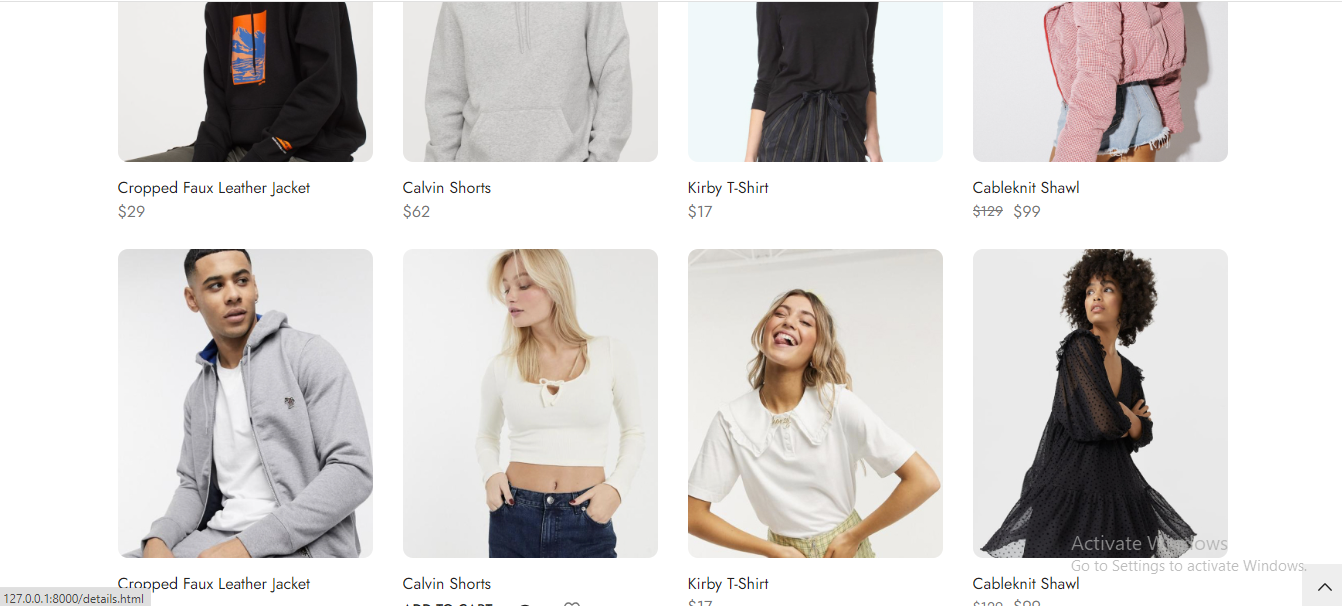 Cropped Faux Leather Jacket
$29
Calvin Shorts
$62
Kirby T-Shirt
$17
Cableknit Shawl
$129 $99
Cropped Faux Leather Jacket
Calvin Shorts
ADD TO CART
Kirby T-Shirt
$17
Cableknit Shawl
$129 $99
Activate Windows
Go to Settings to activate Windows.
127.0.0.1:8000/details.html